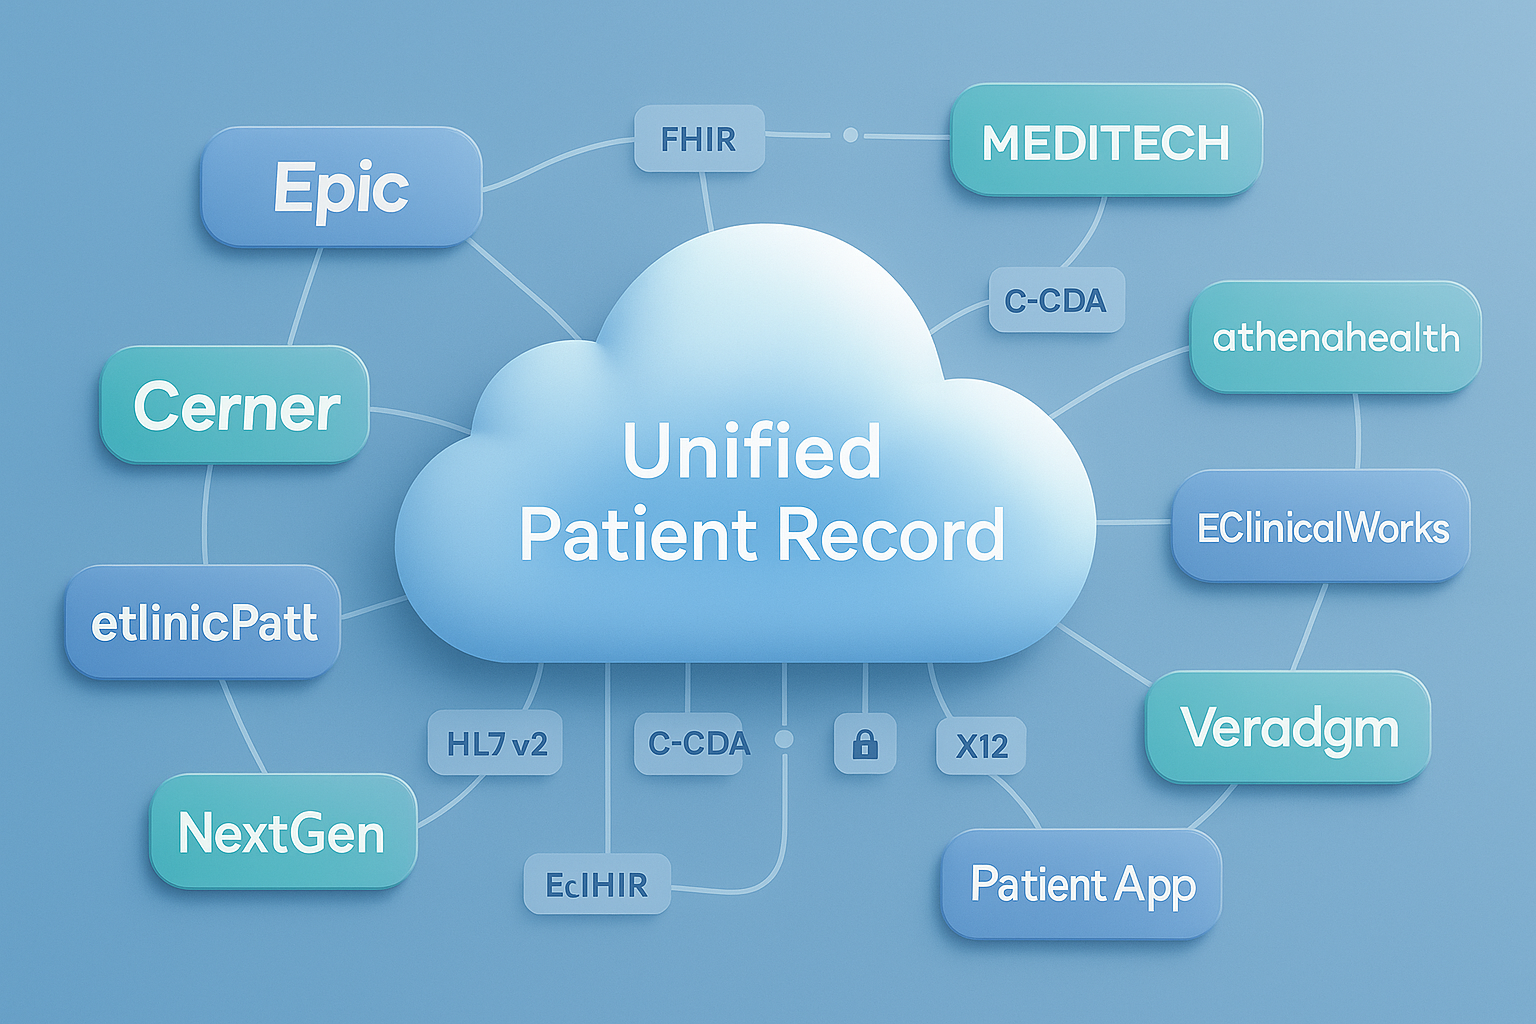 FHIR
MEDITECH
Epic
C-CDA
athenahealth
Cerner
Unified
Patient Record
EClinicalWorks
etlinicPatt
Veradgm
HL7 v2
C-CDA
X12
NextGen
EcIHIR
Patient App